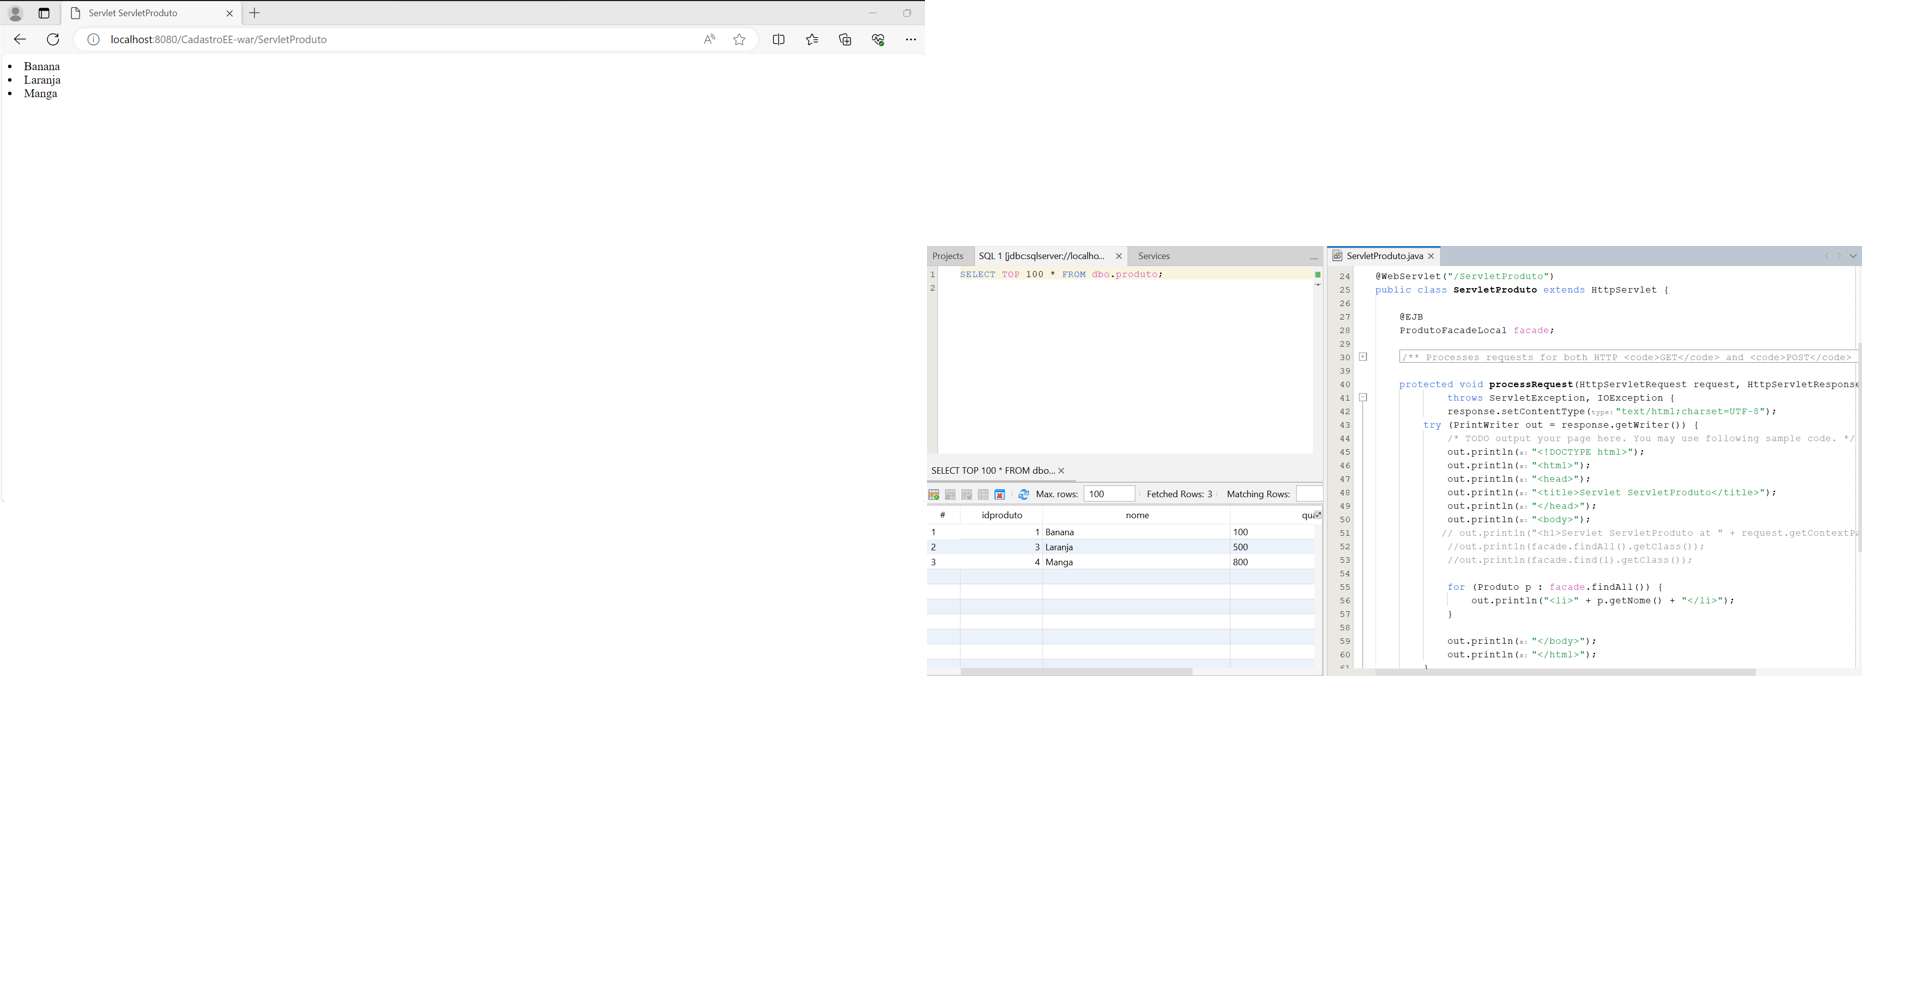 Servlet ServletProduto
localhost:8080/CadastroEE-war/ServletProduto
• Banana
• Laranja
• Manga
Projects
SQL 1 [jdbc:sqlserver://localho...
Services
1 SELECT TOP 100 * FROM dbo.produto;
2
SELECT TOP 100 * FROM dbo...
Max. rows: 100 Fetched Rows: 3 Matching Rows:
# idproduto nome qua
1 1 Banana 100
2 3 Laranja 500
3 4 Manga 800
ServletProduto.java
24 @WebServlet("/ServletProduto")
25 public class ServletProduto extends HttpServlet {
26
27 @EJB
28 ProdutoFacadeLocal facade;
29
30 /** Processes requests for both HTTP <code>GET</code> and <code>POST</code>
39
40 protected void processRequest(HttpServletRequest request, HttpServletResponse
41 throws ServletException, IOException {
42 response.setContentType(type: "text/html;charset=UTF-8");
43 try (PrintWriter out = response.getWriter()) {
44 /* TODO output your page here. You may use following sample code. */
45 out.println(x: "<!DOCTYPE html>");
46 out.println(x: "<html>");
47 out.println(x: "<head>");
48 out.println(x: "<title>Servlet ServletProduto</title>");
49 out.println(x: "</head>");
50 out.println(x: "<body>");
51 // out.println("<h1>Servlet ServletProduto at " + request.getContextPa
52 //out.println(facade.findAll().getClass());
53 //out.println(facade.find(1).getClass());
54
55 for (Produto p : facade.findAll()) {
56 out.println("<li>" + p.getNome() + "</li>");
57 }
58
59 out.println(x: "</body>");
60 out.println(x: "</html>");
61 }